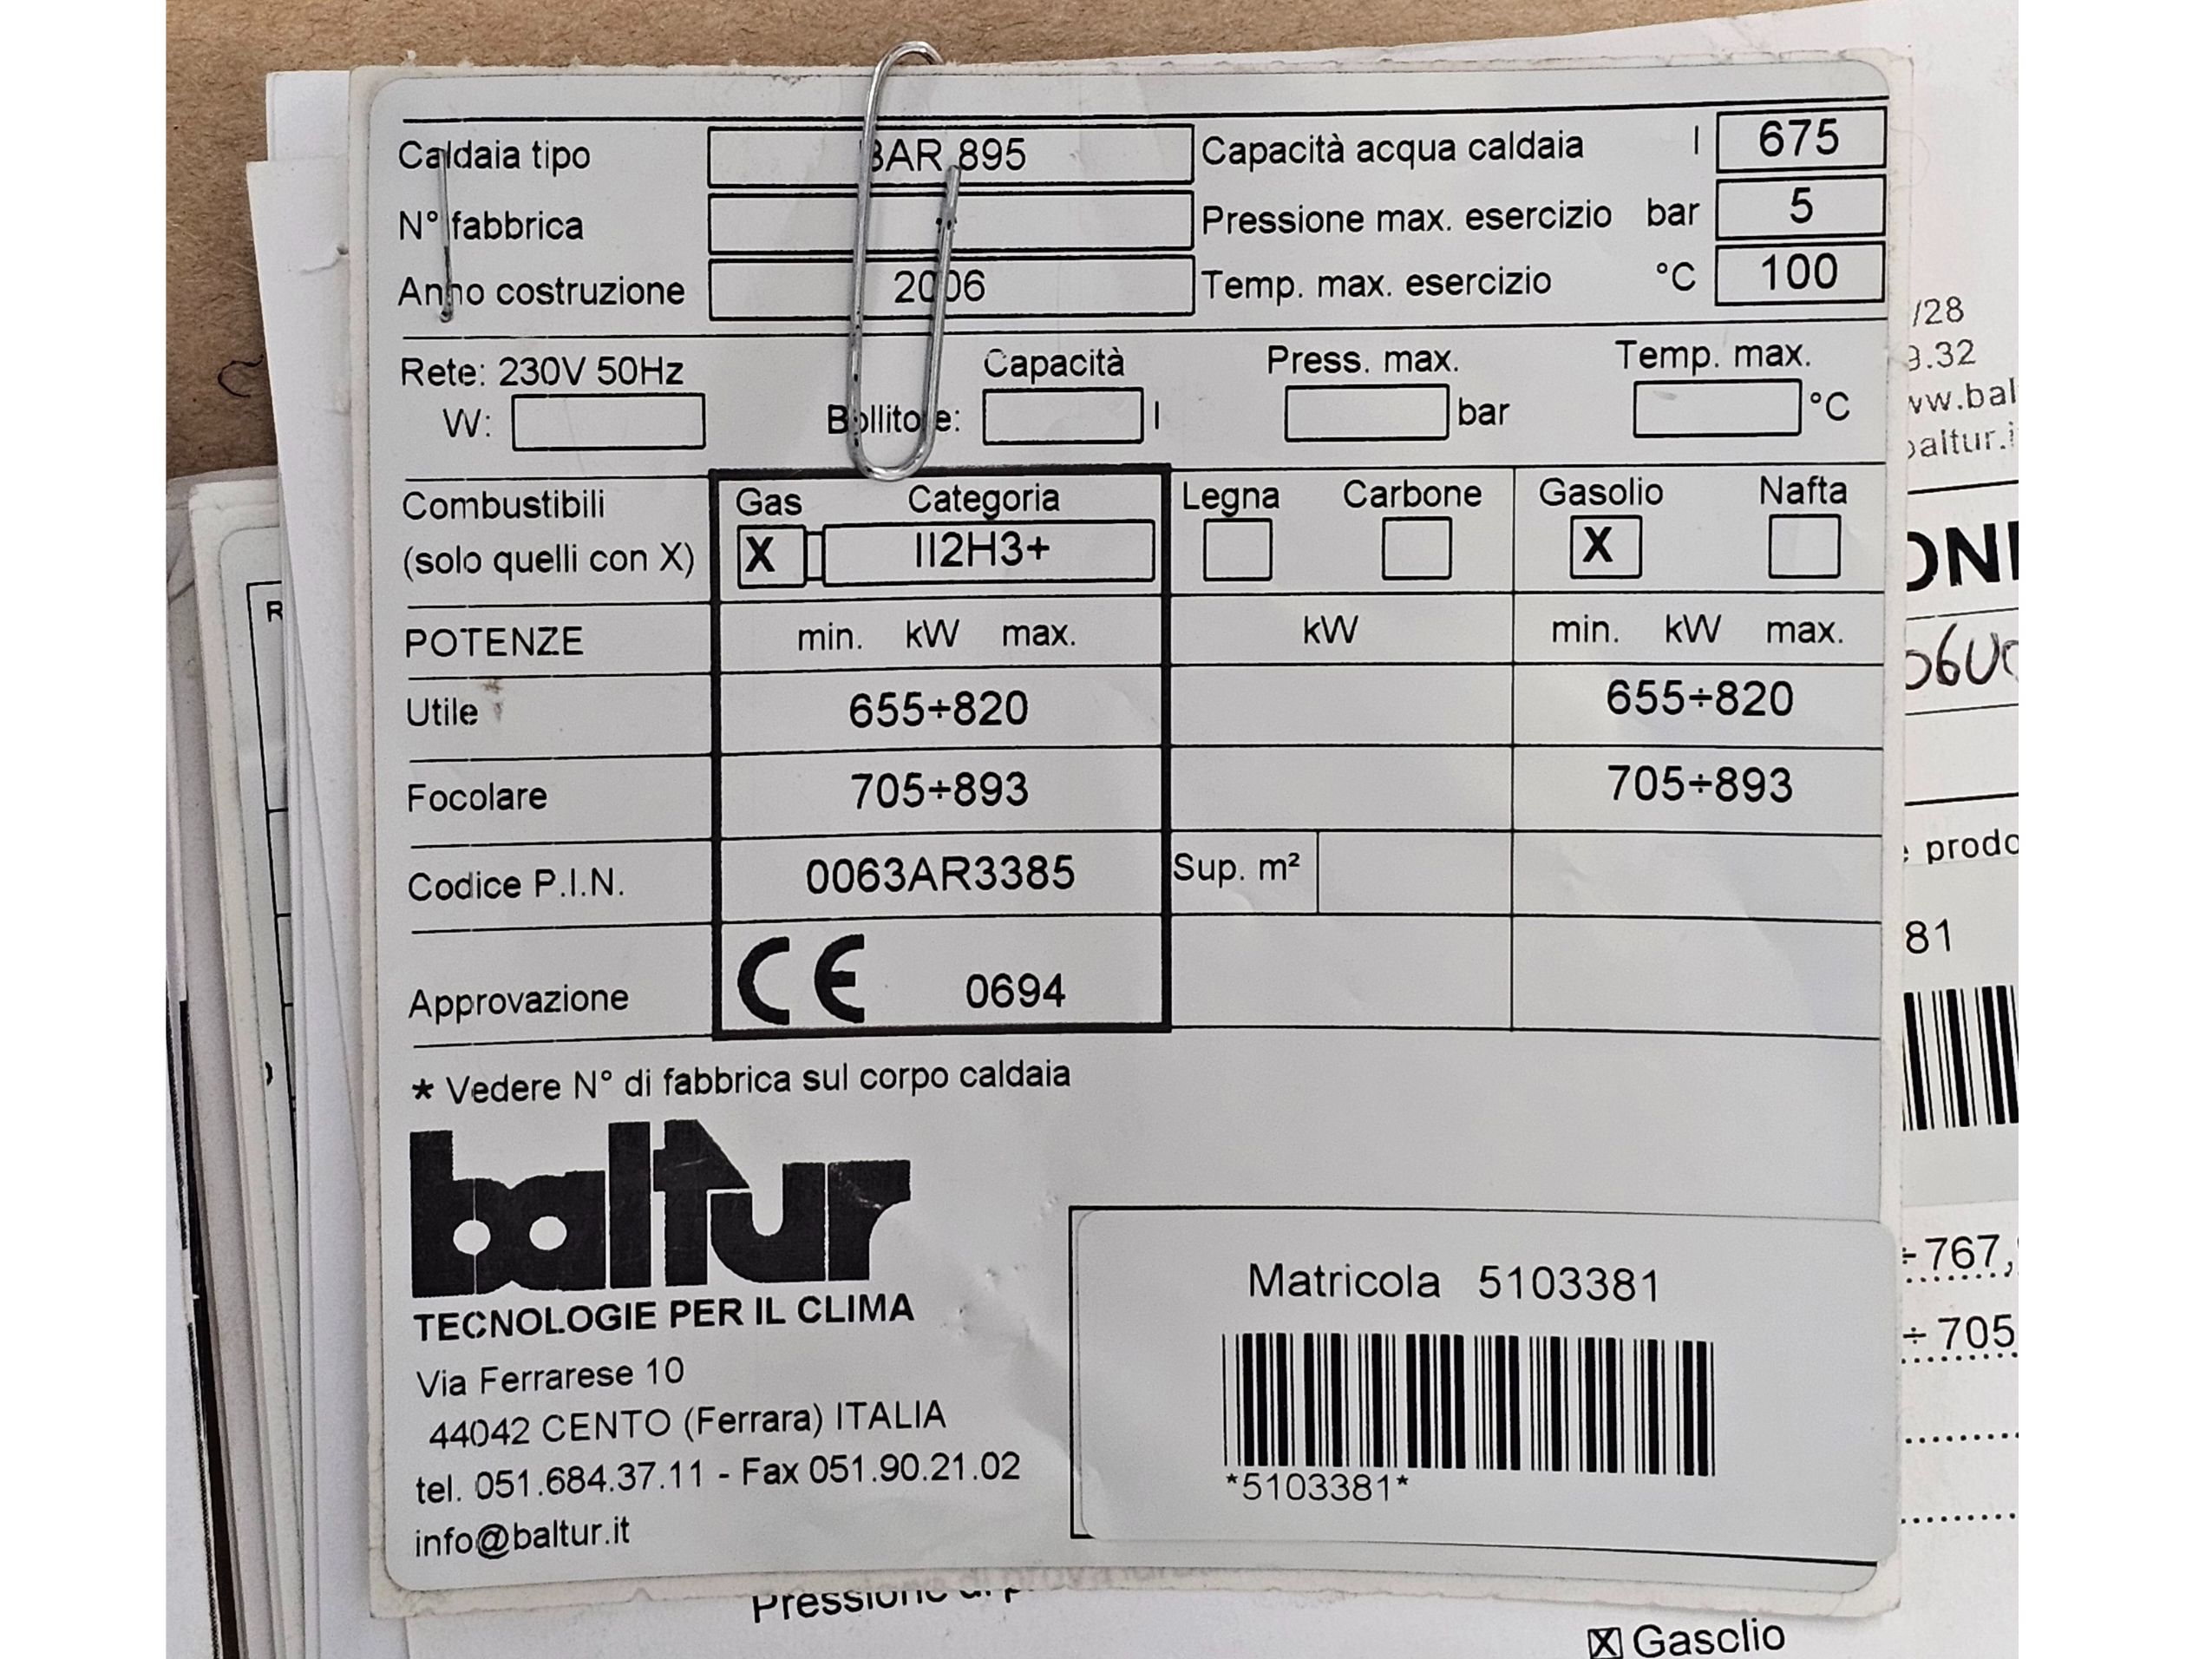 Caldaia tipo BAR 895 Capacità acqua caldaia l 675
N° fabbrica * Pressione max. esercizio bar 5
Anno costruzione 2006 Temp. max. esercizio °C 100
Rete: 230V 50Hz Capacità Press. max. Temp. max.
W: Bollitore: l bar °C
Combustibili Gas Categoria Legna Carbone Gasolio Nafta
(solo quelli con X) X II2H3+ X
POTENZE min. kW max. kW min. kW max.
Utile 655÷820 655÷820
Focolare 705÷893 705÷893
Codice P.I.N. 0063AR3385 Sup. m²
Approvazione CE 0694
* Vedere N° di fabbrica sul corpo caldaia
baltur
TECNOLOGIE PER IL CLIMA
Via Ferrarese 10
44042 CENTO (Ferrara) ITALIA
tel. 051.684.37.11 - Fax 051.90.21.02
info@baltur.it
Matricola 5103381
*5103381*
/28
9.32
ww.bal
baltur.i
ONI
06U
prodo
81
÷767,
÷705
Pressione di p
X Gasolio
R